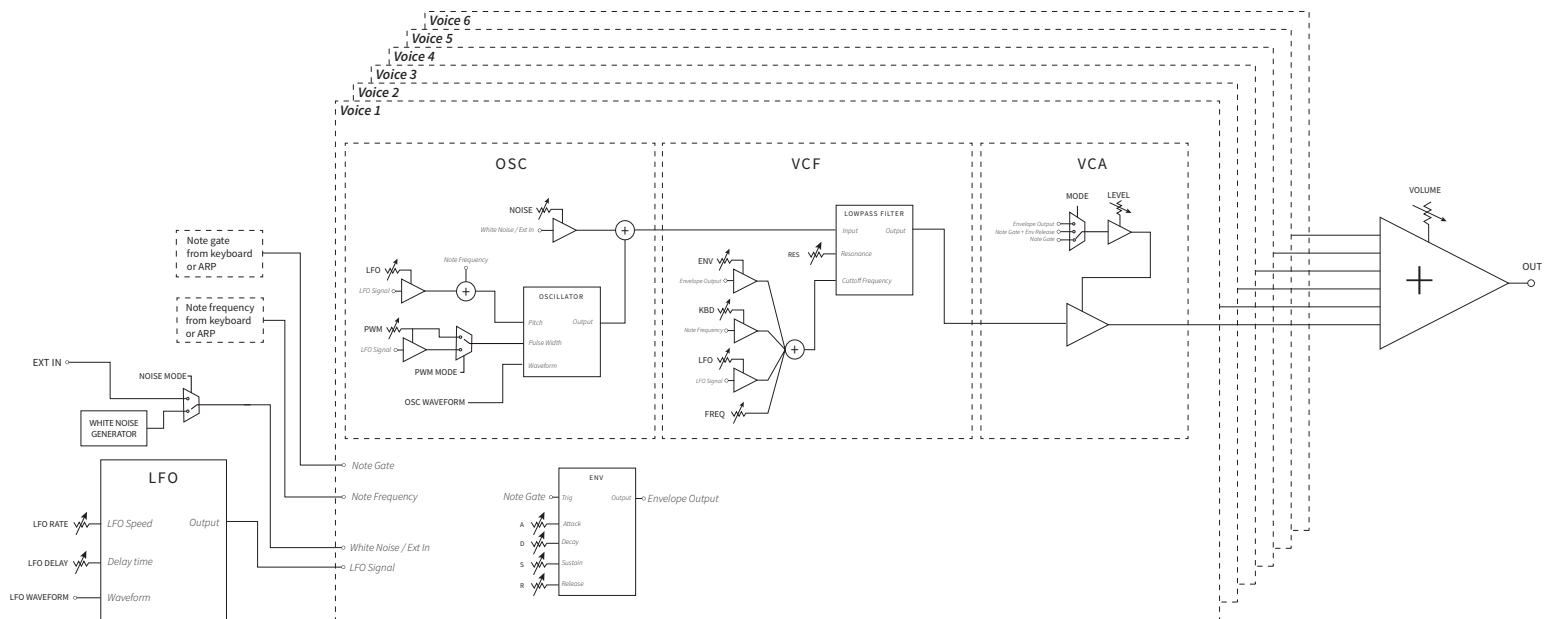 Voice 6
Voice 5
Voice 4
Voice 3
Voice 2
Voice 1
OSC
VCF
VCA
NOISE
White Noise / Ext In
LFO
LFO Signal
Note Frequency
PWM
LFO Signal
PWM MODE
OSC WAVEFORM
OSCILLATOR
Pitch
Output
Pulse Width
Waveform
ENV
Envelope Output
KBD
Note Frequency
LFO
LFO Signal
FREQ
RES
LOWPASS FILTER
Input
Output
Resonance
Cuttoff Frequency
MODE
LEVEL
Envelope Output
Note Gate + Env Release
Note Gate
VOLUME
OUT
Note gate
from keyboard
or ARP
Note frequency
from keyboard
or ARP
EXT IN
NOISE MODE
WHITE NOISE
GENERATOR
LFO
LFO RATE
LFO Speed
Output
LFO DELAY
Delay time
LFO WAVEFORM
Waveform
Note Gate
Note Frequency
White Noise / Ext In
LFO Signal
ENV
Note Gate
Trig
Output
Envelope Output
A
Attack
D
Decay
S
Sustain
R
Release